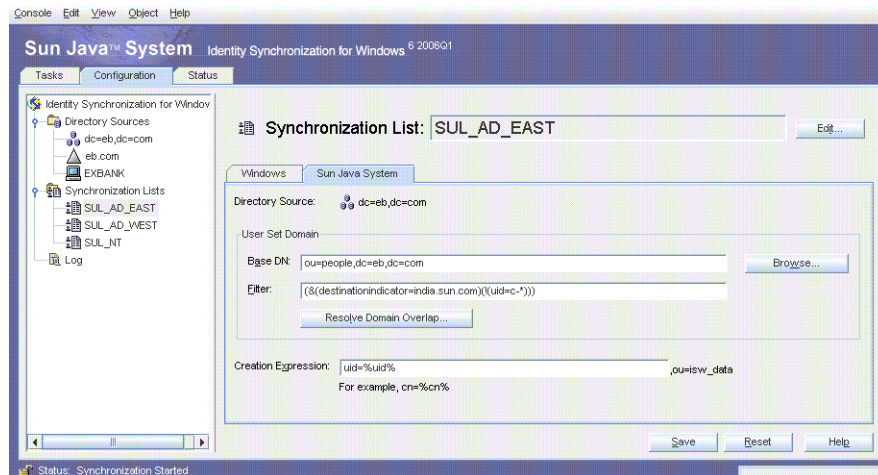 Console Edit View Object Help
Sun Java™ System Identity Synchronization for Windows 6 2006Q1
Tasks Configuration Status
Identity Synchronization for Windov
Directory Sources
dc=eb,dc=com
eb.com
EXBANK
Synchronization Lists
SUL_AD_EAST
SUL_AD_WEST
SUL_NT
Log
Synchronization List: SUL_AD_EAST Edit...
Windows Sun Java System
Directory Source: dc=eb,dc=com
User Set Domain
Base DN: ou=people,dc=eb,dc=com Browse...
Filter: (&(destinationindicator=india.sun.com)(!(uid=c-*)))
Resolve Domain Overlap...
Creation Expression: uid=%uid% ,ou=isw_data
For example, cn=%cn%
Save Reset Help
Status: Synchronization Started